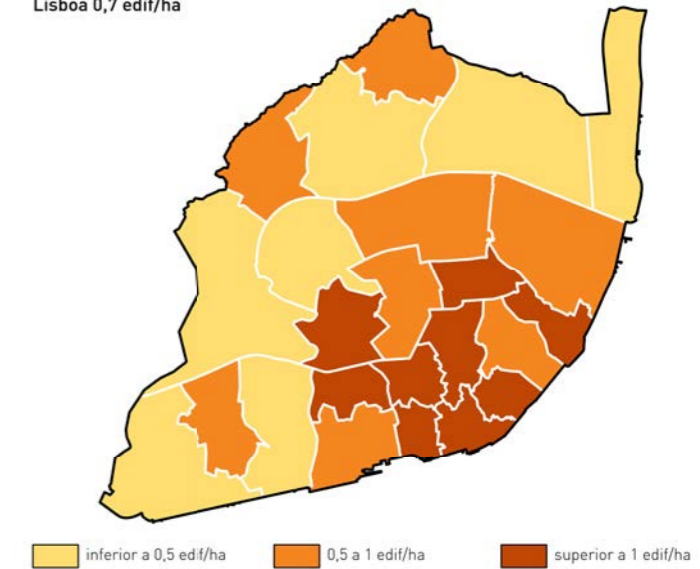 Lisboa 0,7 edif/ha
inferior a 0,5 edif/ha
0,5 a 1 edif/ha
superior a 1 edif/ha